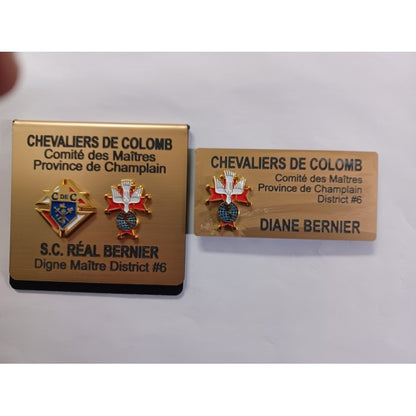 CHEVALIERS DE COLOMB
Comité des Maîtres
Province de Champlain
C DE C
S.C. RÉAL BERNIER
Digne Maître District #6
CHEVALIERS DE COLOMB
Comité des Maîtres
Province de Champlain
District #6
DIANE BERNIER